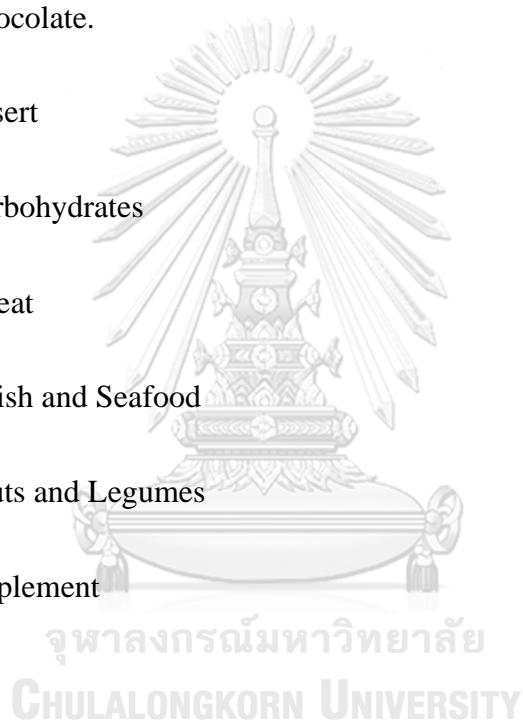 ocolate.
sert
rbohydrates
eat
ish and Seafood
uts and Legumes
pplement
จุฬาลงกรณ์มหาวิทยาลัย
CHULALONGKORN UNIVERSITY